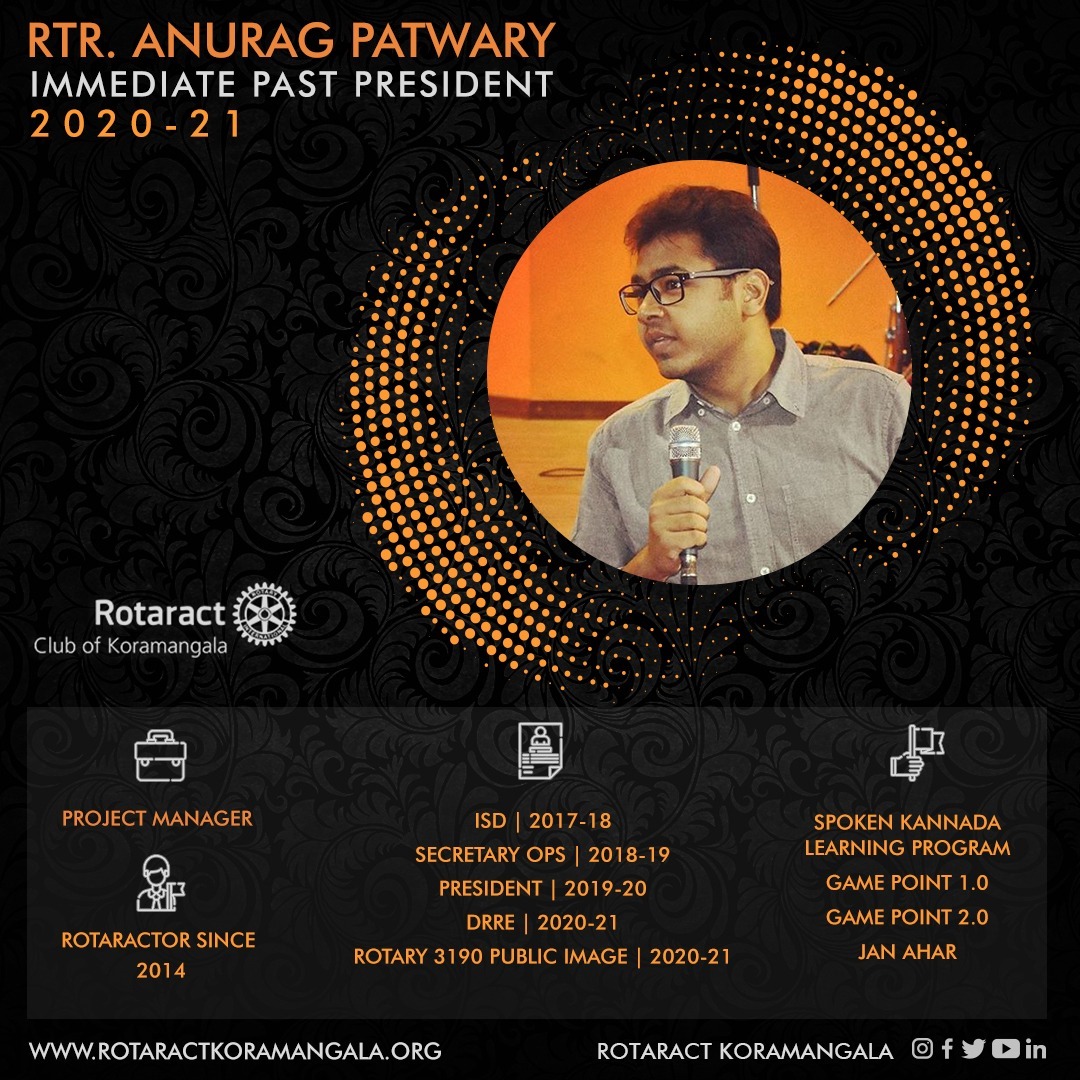 RTR. ANURAG PATWARY
IMMEDIATE PAST PRESIDENT
2020-21
Rotaract
Club of Koramangala
ROTARY
INTERNATIONAL
PROJECT MANAGER
ROTARACTOR SINCE
2014
ISD | 2017-18
SECRETARY OPS | 2018-19
PRESIDENT | 2019-20
DRRE | 2020-21
ROTARY 3190 PUBLIC IMAGE | 2020-21
SPOKEN KANNADA
LEARNING PROGRAM
GAME POINT 1.0
GAME POINT 2.0
JAN AHAR
WWW.ROTARACTKORAMANGALA.ORG
ROTARACT KORAMANGALA